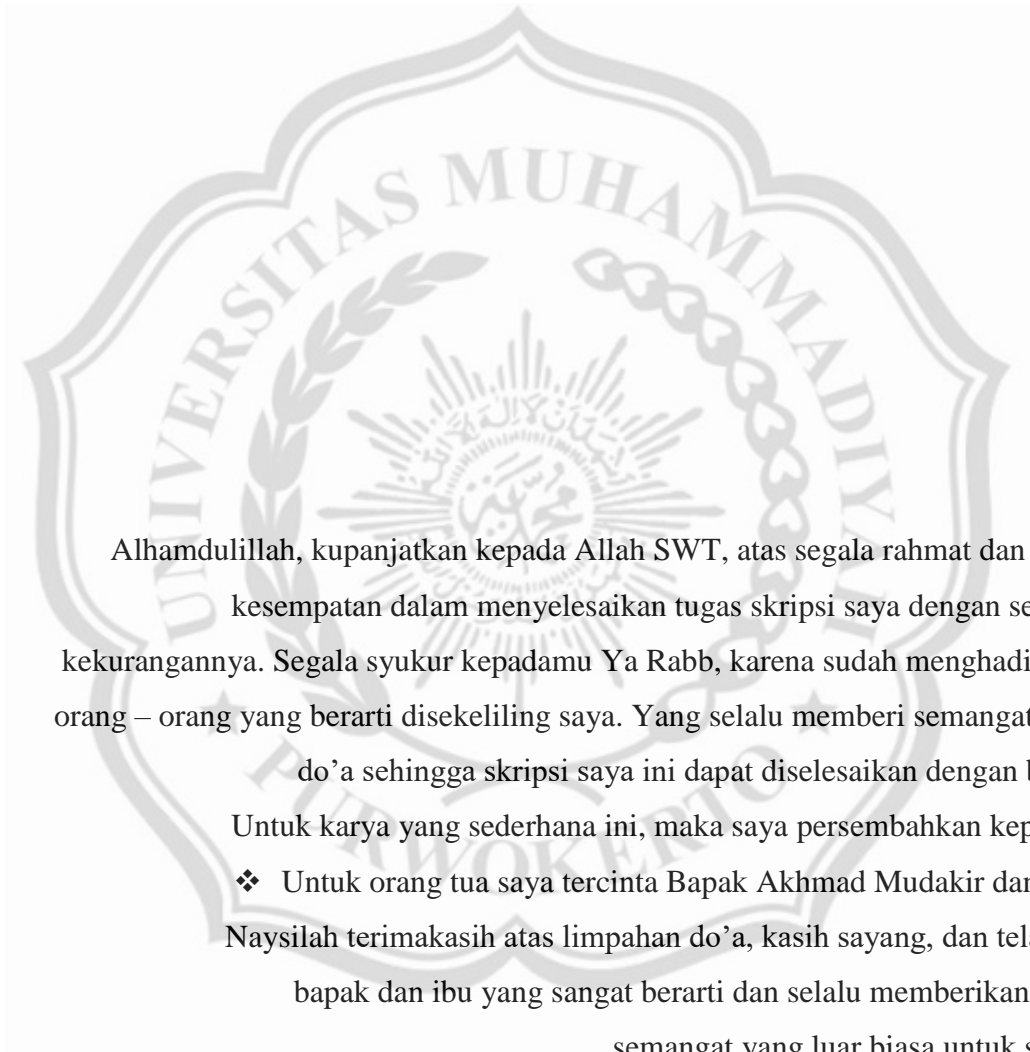 UNIVERSITAS MUHAMMADIYAH
PURWOKERTO
Alhamdulillah, kupanjatkan kepada Allah SWT, atas segala rahmat dan
kesempatan dalam menyelesaikan tugas skripsi saya dengan se
kekurangannya. Segala syukur kepadamu Ya Rabb, karena sudah menghadi
orang – orang yang berarti disekeliling saya. Yang selalu memberi semangat
do’a sehingga skripsi saya ini dapat diselesaikan dengan
Untuk karya yang sederhana ini, maka saya persembahkan kep
❖ Untuk orang tua saya tercinta Bapak Akhmad Mudakir dan
Naysilah terimakasih atas limpahan do’a, kasih sayang, dan tela
bapak dan ibu yang sangat berarti dan selalu memberikan
semangat yang luar biasa untuk s